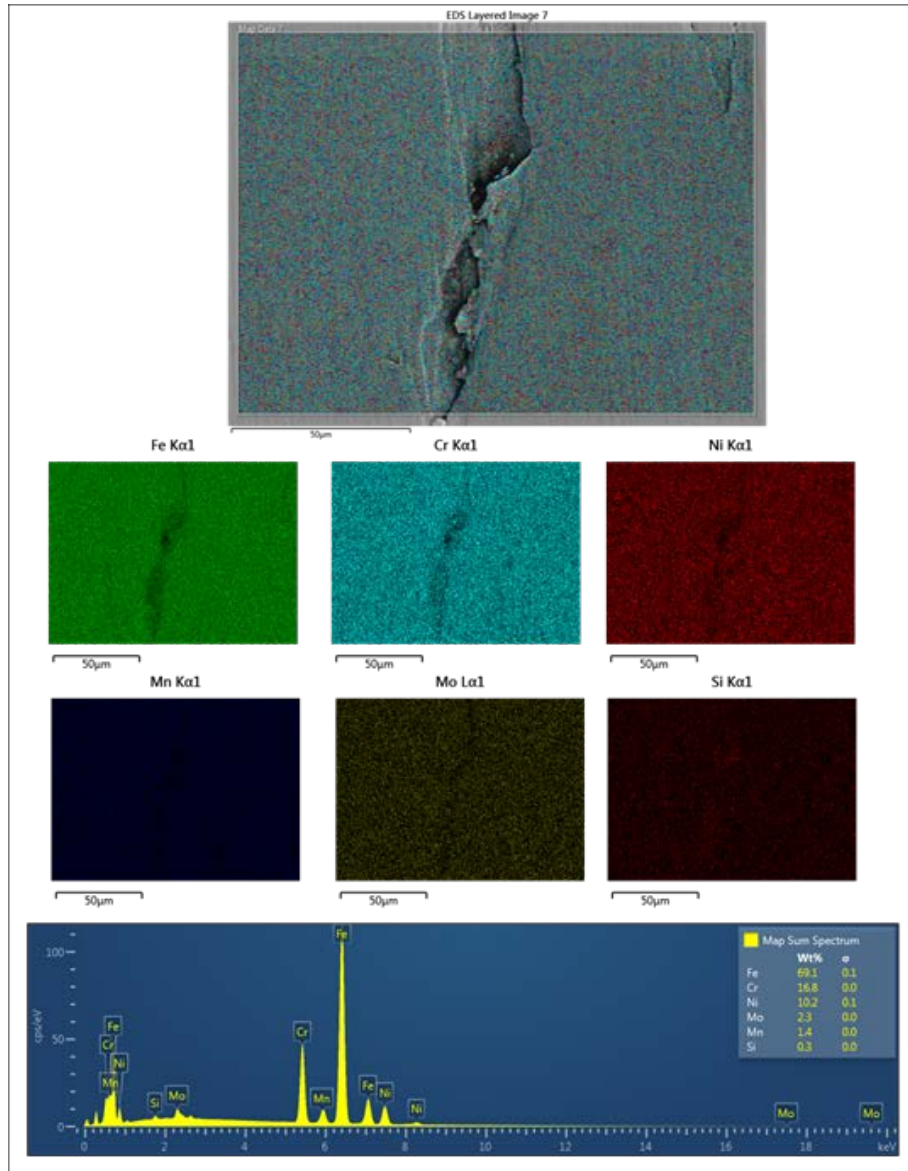 EDS Layered Image 7
Map Data 7
50µm
Fe Kα1
Cr Kα1
Ni Kα1
50µm
50µm
50µm
Mn Kα1
Mo Lα1
Si Kα1
50µm
50µm
50µm
cps/eV
100
50
0
Fe
Cr
Ni
Mn
Si
Mo
Cr
Mn
Fe
Fe
Ni
Ni
Mo
Mo
0 2 4 6 8 10 12 14 16 18 keV
Map Sum Spectrum
Wt% σ
Fe 69.1 0.1
Cr 16.8 0.0
Ni 10.2 0.1
Mo 2.3 0.0
Mn 1.4 0.0
Si 0.3 0.0